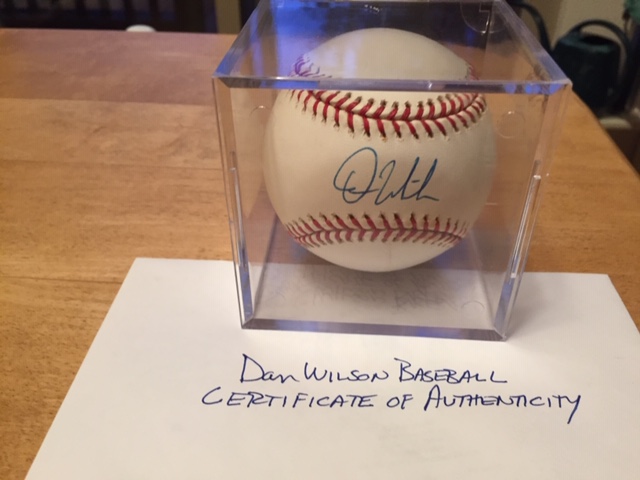 Dan Wilson Baseball
Certificate of Authenticity